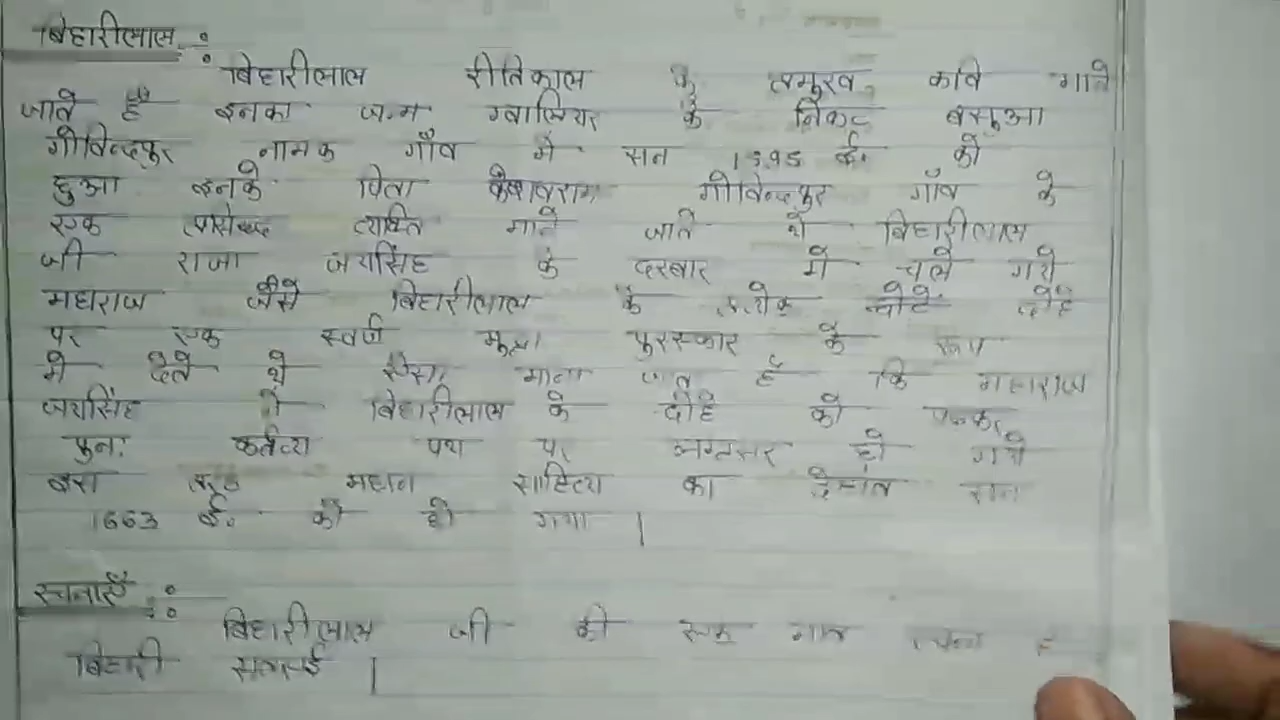 बिहारीलाल :
बिहारीलाल रीतिकाल के प्रमुख कवि माने
जाते है इनका जन्म ग्वालियर के निकट बसुआ
गोविन्दपुर नामक गाँव में सन 1595 ई. को
हुआ इनके पिता केशवराम गोविन्दपुर गाँव के
एक प्रसिद्ध व्यक्ति माने जाते थे बिहारीलाल
जी राजा जयसिंह के दरबार में चले गये
महाराज जैसे बिहारीलाल के प्रत्येक दोहे
पर एक स्वर्ण मुद्रा पुरस्कार के रूप
मे देते थे ऐसा माना जाता है कि महाराज
जयसिंह ने बिहारीलाल के दोहे को पढ़कर
पुन: कर्तव्य पथ पर अग्रसर हो गये
इस तरह महान साहित्य का देहांत सन
1663 ई. को हो गया |
रचनाएँ :
बिहारीलाल जी की एक मात्र रचना है
बिहारी सतसई |